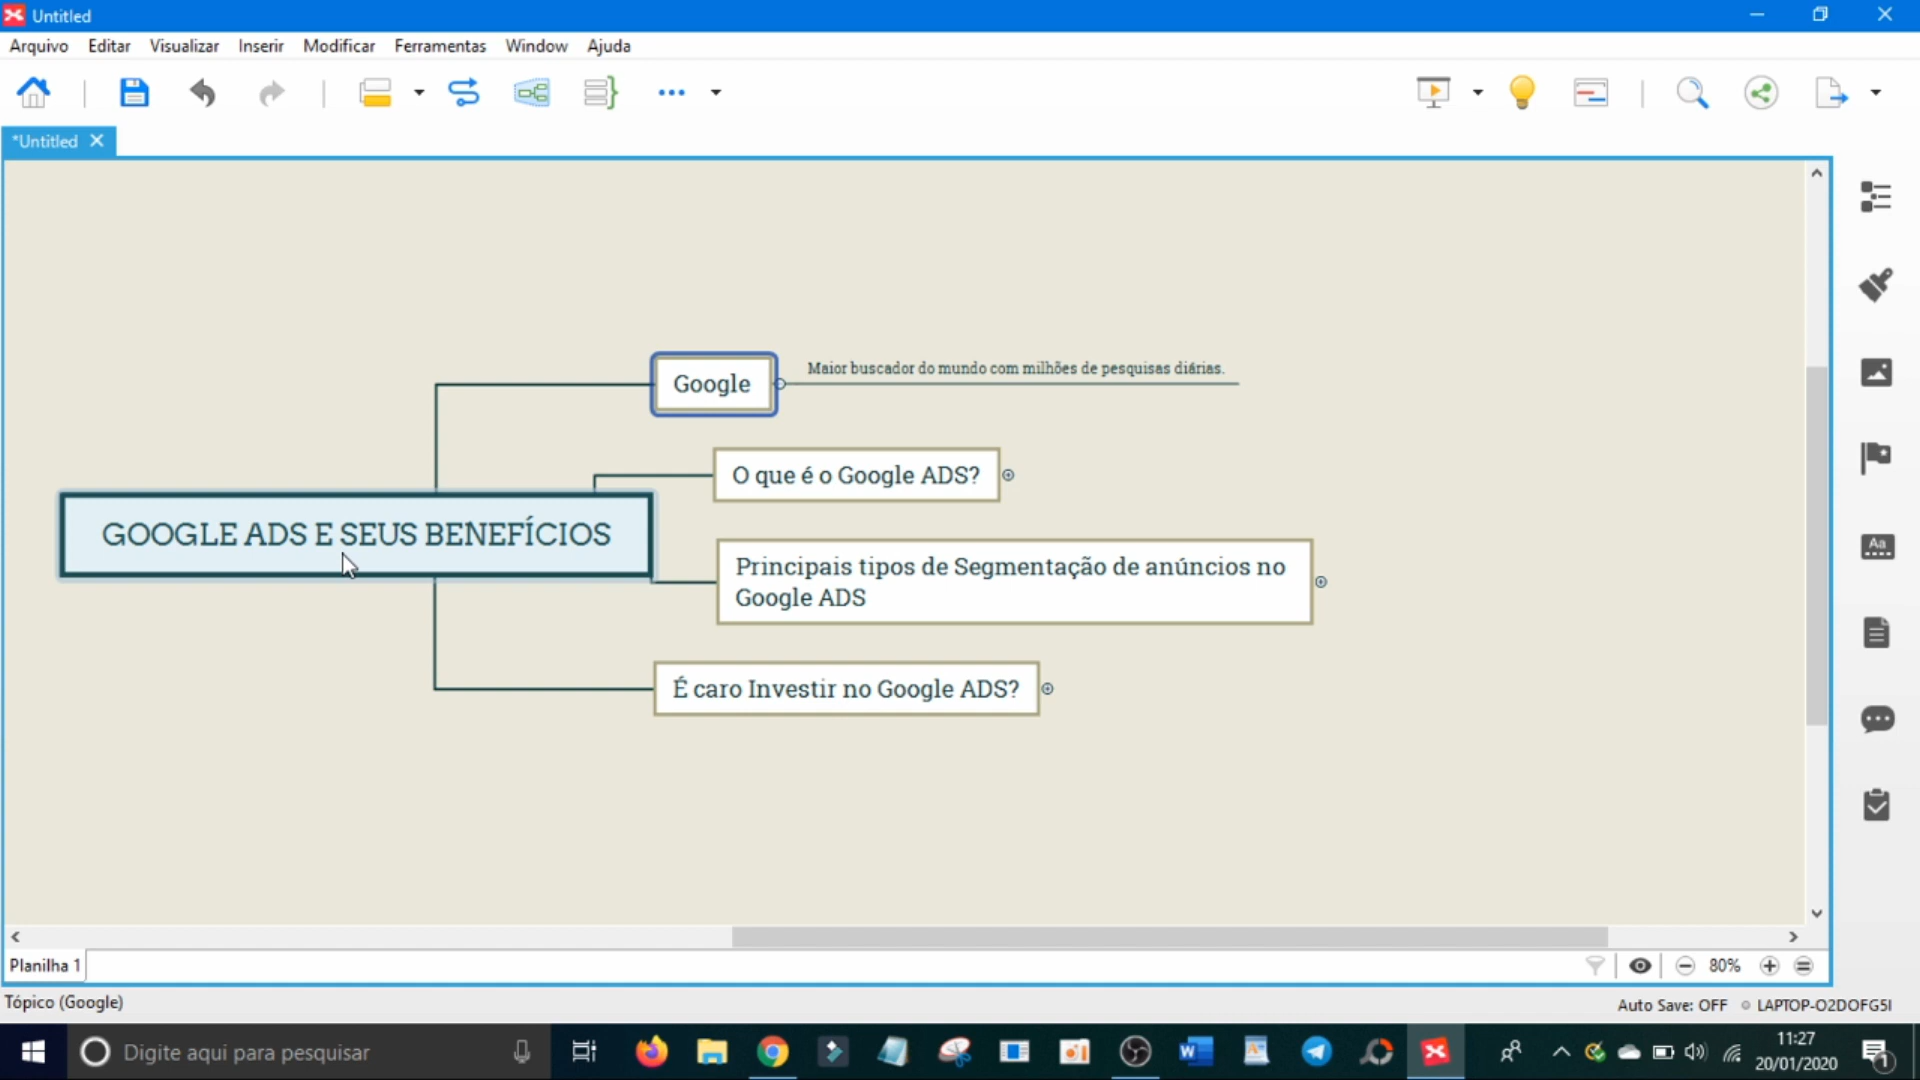 Untitled
Arquivo Editar Visualizar Inserir Modificar Ferramentas Window Ajuda
*Untitled
Google
Maior buscador do mundo com milhões de pesquisas diárias.
O que é o Google ADS?
GOOGLE ADS E SEUS BENEFÍCIOS
Principais tipos de Segmentação de anúncios no
Google ADS
É caro Investir no Google ADS?
Aa
Planilha 1
80%
Tópico (Google)
Auto Save: OFF
LAPTOP-O2DOFG5I
Digite aqui para pesquisar
W
11:27
20/01/2020
1